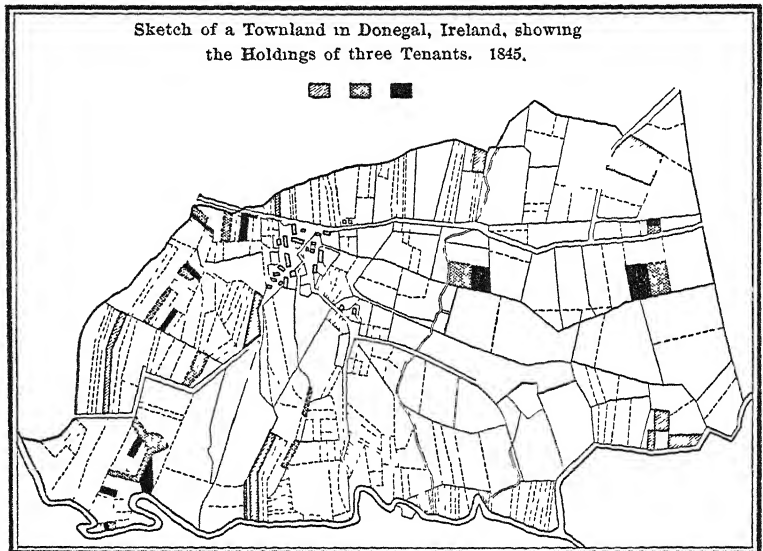 Sketch of a Townland in Donegal, Ireland, showing
the Holdings of three Tenants. 1845.